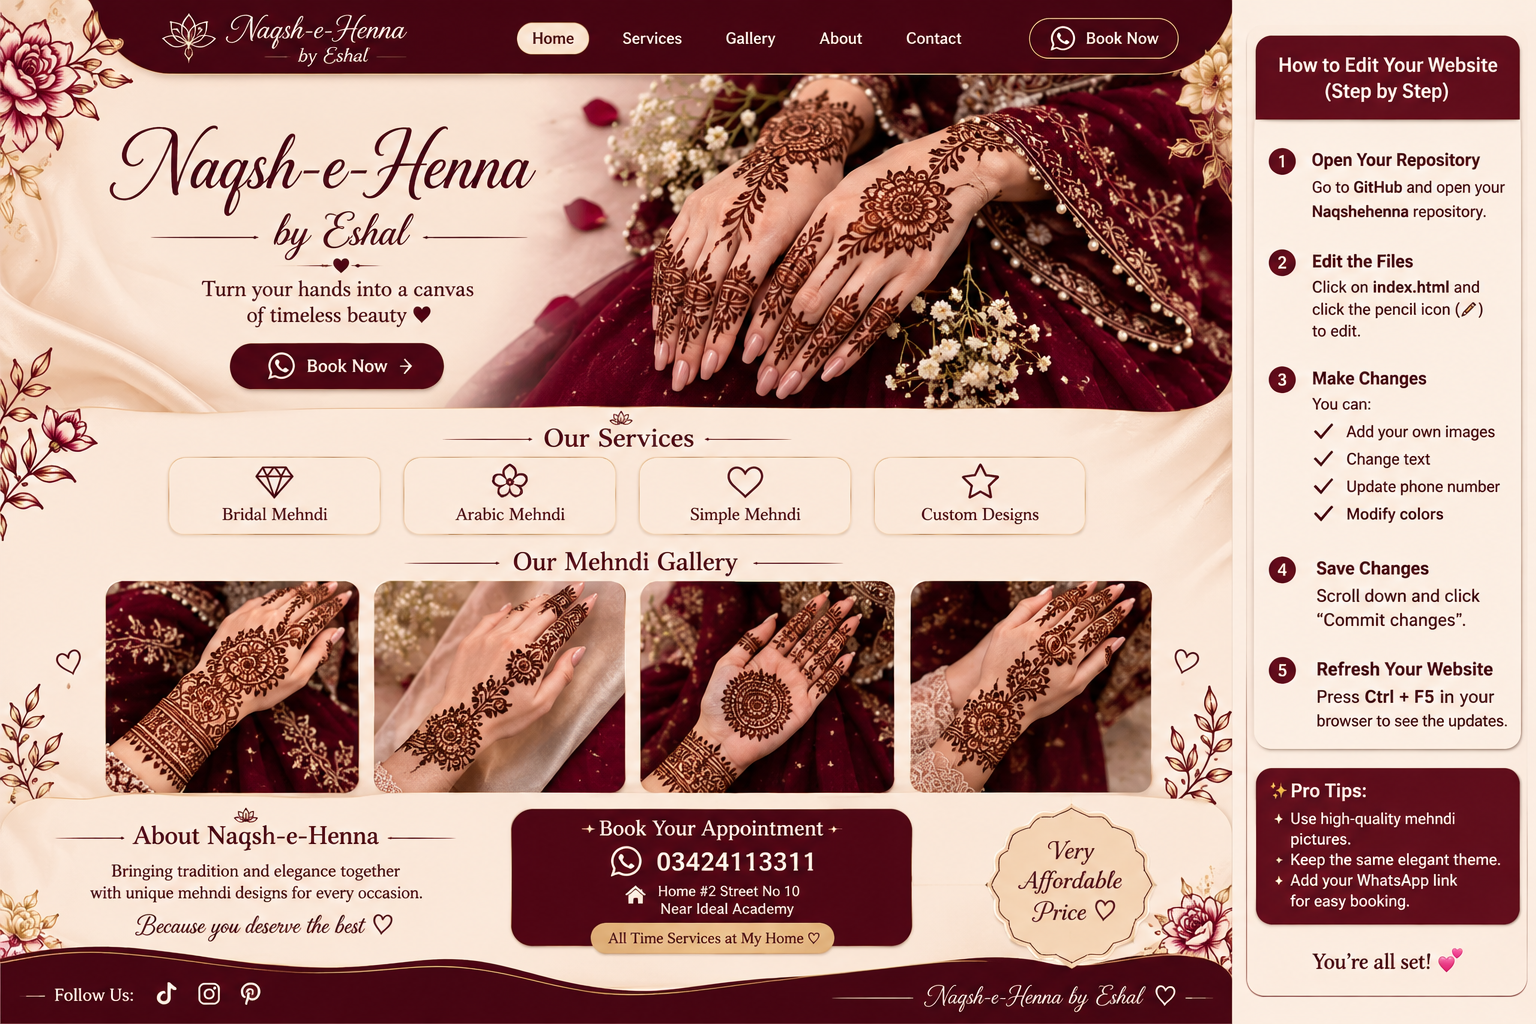 Naqsh-e-Henna
by Eshal
Home
Services
Gallery
About
Contact
Book Now
Naqsh-e-Henna
by Eshal
Turn your hands into a canvas
of timeless beauty ♥
Book Now →
Our Services
Bridal Mehndi
Arabic Mehndi
Simple Mehndi
Custom Designs
Our Mehndi Gallery
About Naqsh-e-Henna
Bringing tradition and elegance together
with unique mehndi designs for every occasion.
Because you deserve the best ♡
Book Your Appointment
03424113311
Home #2 Street No 10
Near Ideal Academy
All Time Services at My Home ♡
Very
Affordable
Price ♡
Follow Us:
Naqsh-e-Henna by Eshal ♡
How to Edit Your Website
(Step by Step)
1 Open Your Repository
Go to GitHub and open your
Naqshehenna repository.
2 Edit the Files
Click on index.html and
click the pencil icon (🖍)
to edit.
3 Make Changes
You can:
✓ Add your own images
✓ Change text
✓ Update phone number
✓ Modify colors
4 Save Changes
Scroll down and click
“Commit changes”.
5 Refresh Your Website
Press Ctrl + F5 in your
browser to see the updates.
✨ Pro Tips:
✦ Use high-quality mehndi
pictures.
✦ Keep the same elegant theme.
✦ Add your WhatsApp link
for easy booking.
You’re all set! 💕